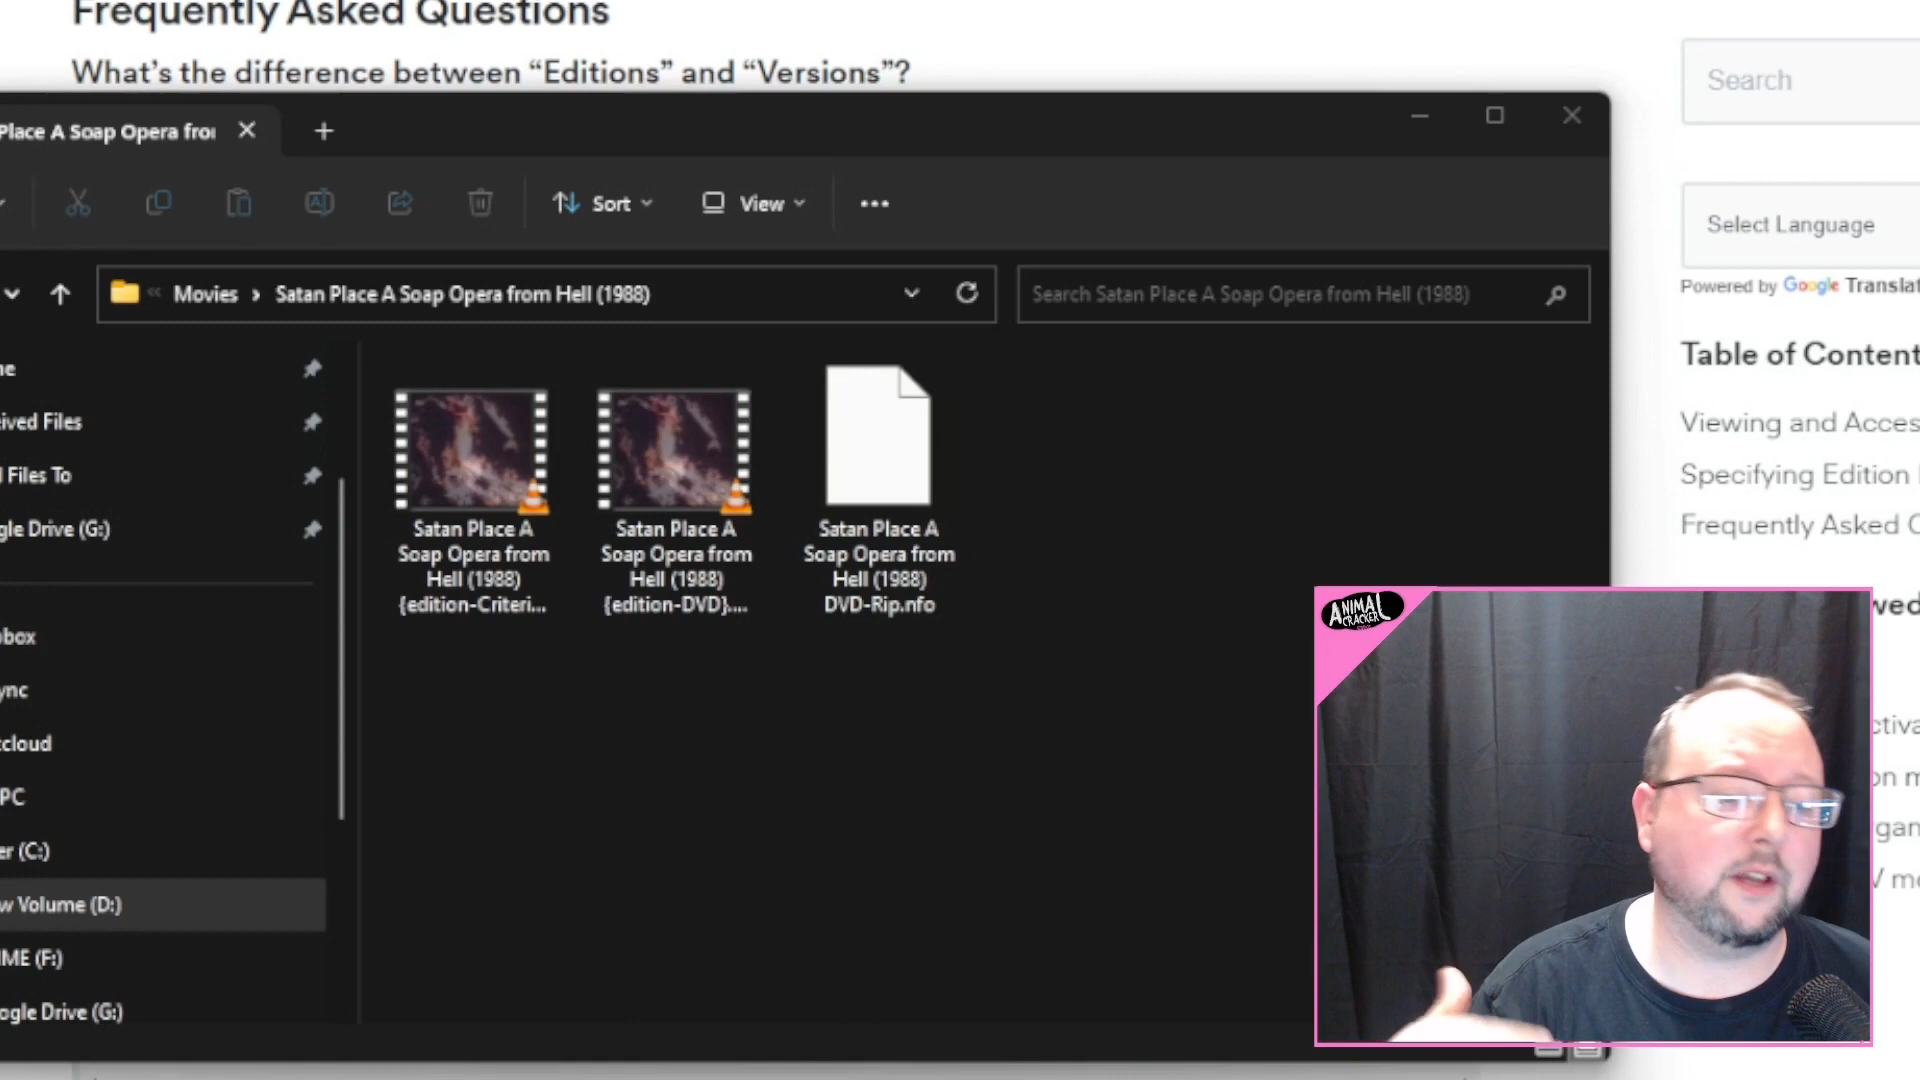 Frequently Asked Questions
What's the difference between “Editions” and “Versions”?
Search
Place A Soap Opera from
Sort
View
Select Language
Powered by Google Translat
Movies › Satan Place A Soap Opera from Hell (1988)
Search Satan Place A Soap Opera from Hell (1988)
Table of Content
Viewing and Acces
Specifying Edition
Frequently Asked
ived Files
Files To
gle Drive (G:)
box
ync
cloud
PC
er (C:)
w Volume (D:)
IME (F:)
ogle Drive (G:)
Satan Place A
Soap Opera from
Hell (1988)
{edition-Criteri...
Satan Place A
Soap Opera from
Hell (1988)
{edition-DVD}....
Satan Place A
Soap Opera from
Hell (1988)
DVD-Rip.nfo
ANIMAL
CRACKER
wed
ctiva
on m
gan
V me